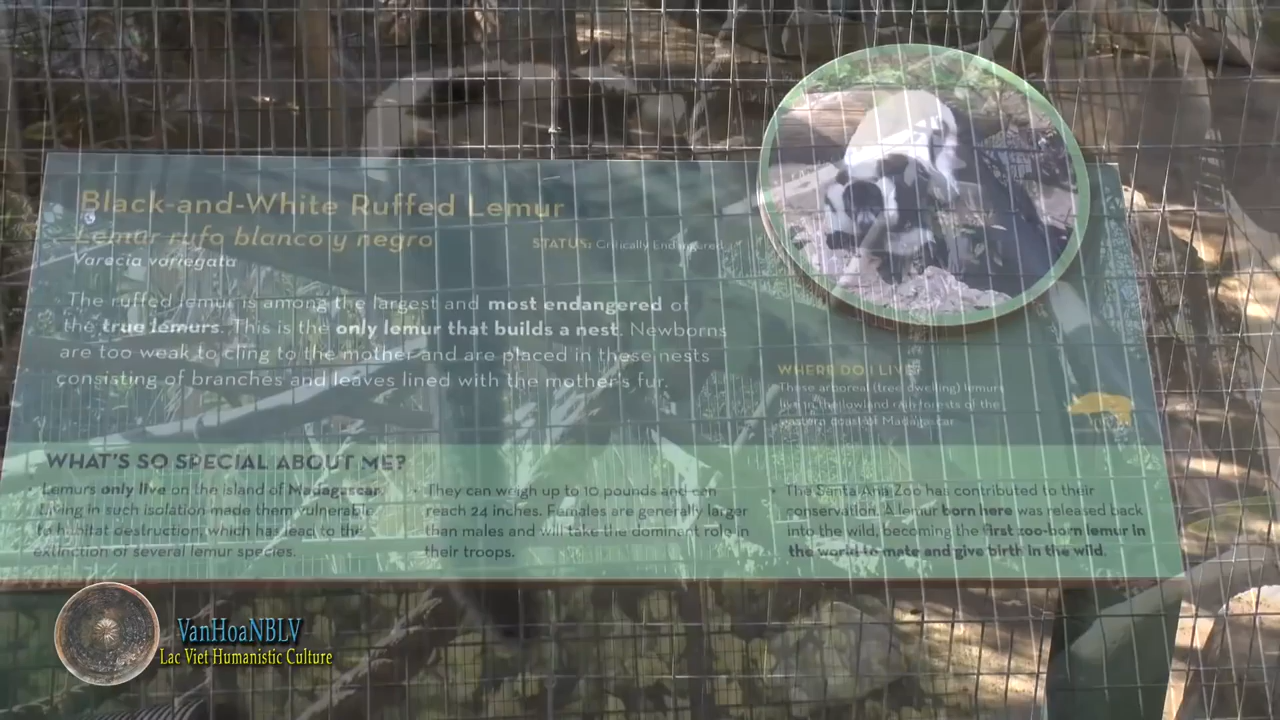 Black-and-White Ruffed Lemur
Lemur rufo blanco y negro
STATUS: Critically Endangered
Varecia variegata
The ruffed lemur is among the largest and most endangered of
the true lemurs. This is the only lemur that builds a nest. Newborns
are too weak to cling to the mother and are placed in these nests
consisting of branches and leaves lined with the mother's fur.
WHERE DO I LIVE?
These arboreal (tree dwelling) lemurs
live in the lowland rain forests of the
eastern coast of Madagascar
WHAT'S SO SPECIAL ABOUT ME?
Lemurs only live on the island of Madagascar.
Living in such isolation made them vulnerable
to habitat destruction, which has lead to the
extinction of several lemur species.
They can weigh up to 10 pounds and can
reach 24 inches. Females are generally larger
than males and will take the dominant role in
their troops.
The Santa Ana Zoo has contributed to their
conservation. A lemur born here was released back
into the wild, becoming the first zoo-born lemur in
the world to mate and give birth in the wild.
VanHoaNBLV
Lac Viet Humanistic Culture